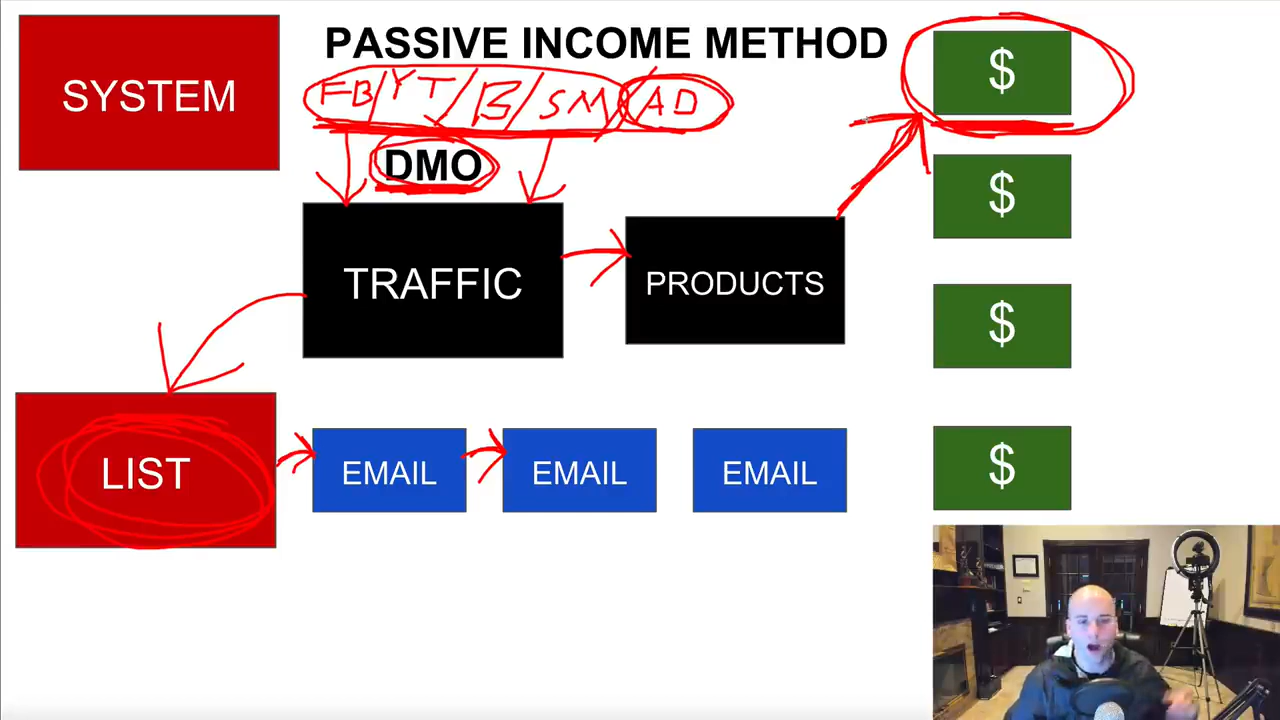 PASSIVE INCOME METHOD
SYSTEM
FB/YT/B/SM/AD
DMO
TRAFFIC
PRODUCTS
$
$
$
LIST
EMAIL
EMAIL
EMAIL
$